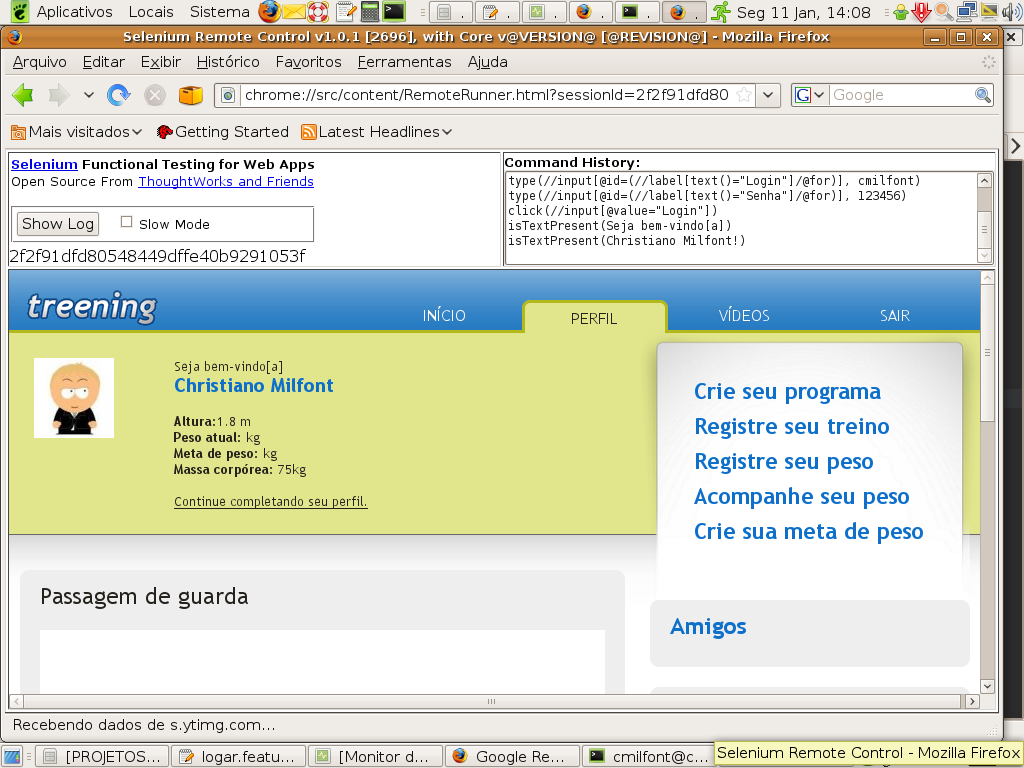 Aplicativos Locais Sistema Seg 11 Jan, 14:08
Selenium Remote Control v1.0.1 [2696], with Core v@VERSION@ [@REVISION@] - Mozilla Firefox
Arquivo Editar Exibir Histórico Favoritos Ferramentas Ajuda
chrome://src/content/RemoteRunner.html?sessionId=2f2f91dfd80 Google
Mais visitados Getting Started Latest Headlines
Selenium Functional Testing for Web Apps
Open Source From ThoughtWorks and Friends
Show Log Slow Mode
2f2f91dfd80548449dffe40b9291053f
Command History:
type(//input[@id=(//label[text()="Login"]/@for)], cmilfont)
type(//input[@id=(//label[text()="Senha"]/@for)], 123456)
click(//input[@value="Login"])
isTextPresent(Seja bem-vindo[a])
isTextPresent(Christiano Milfont!)
treening INÍCIO PERFIL VÍDEOS SAIR
Seja bem-vindo[a]
Christiano Milfont
Altura:1.8 m
Peso atual: kg
Meta de peso: kg
Massa corpórea: 75kg
Continue completando seu perfil.
Crie seu programa
Registre seu treino
Registre seu peso
Acompanhe seu peso
Crie sua meta de peso
Passagem de guarda
Amigos
Recebendo dados de s.ytimg.com...
[PROJETOS... logar.featu... [Monitor d... Google Re... cmilfont@c...
Selenium Remote Control - Mozilla Firefox